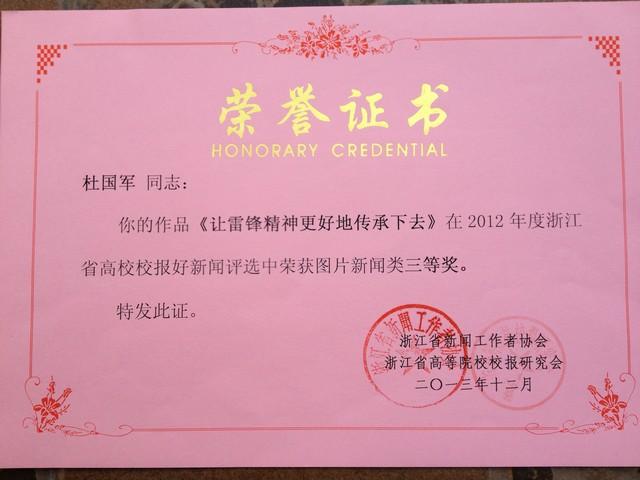 荣誉证书
HONORARY CREDENTIAL
杜国军 同志：
你的作品《让雷锋精神更好地传承下去》在 2012 年度浙江
省高校校报好新闻评选中荣获图片新闻类三等奖。
特发此证。
浙江省新闻工作者协会
浙江省高等院校校报研究会
二〇一三年十二月